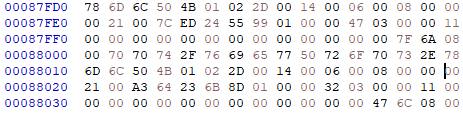 00087FD0 78 6D 6C 50 4B 01 02 2D 00 14 00 06 00 08 00 00
00087FE0 00 21 00 7C ED 24 55 99 01 00 00 47 03 00 00 11
00087FF0 00 00 00 00 00 00 00 00 00 00 00 00 00 7F 6A 08
00088000 00 70 70 74 2F 76 69 65 77 50 72 6F 70 73 2E 78
00088010 6D 6C 50 4B 01 02 2D 00 14 00 06 00 08 00 00 00
00088020 21 00 A3 64 23 6B 8D 01 00 00 32 03 00 00 11 00
00088030 00 00 00 00 00 00 00 00 00 00 00 00 47 6C 08 00